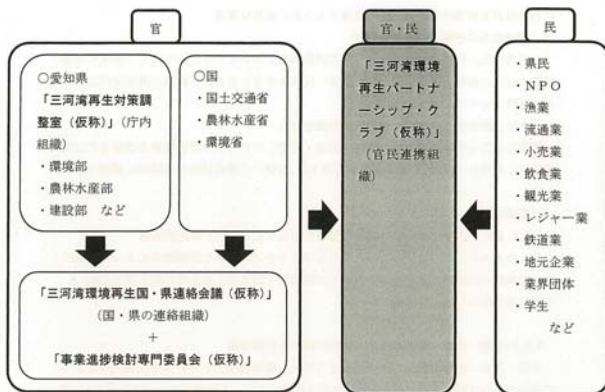 官
○愛知県
「三河湾再生対策調
整室（仮称）」（庁内
組織）
・環境部
・農林水産部
・建設部　など
○国
・国土交通省
・農林水産省
・環境省
「三河湾環境再生国・県連絡会議（仮称）」
（国・県の連絡組織）
＋
「事業進捗検討専門委員会（仮称）」
官・民
「三河湾環境
再生パートナ
ーシップ・ク
ラブ（仮称）」
（官民連携組
織）
民
・県民
・ＮＰＯ
・漁業
・流通業
・小売業
・飲食業
・観光業
・レジャー業
・鉄道業
・地元企業
・業界団体
・学生
など